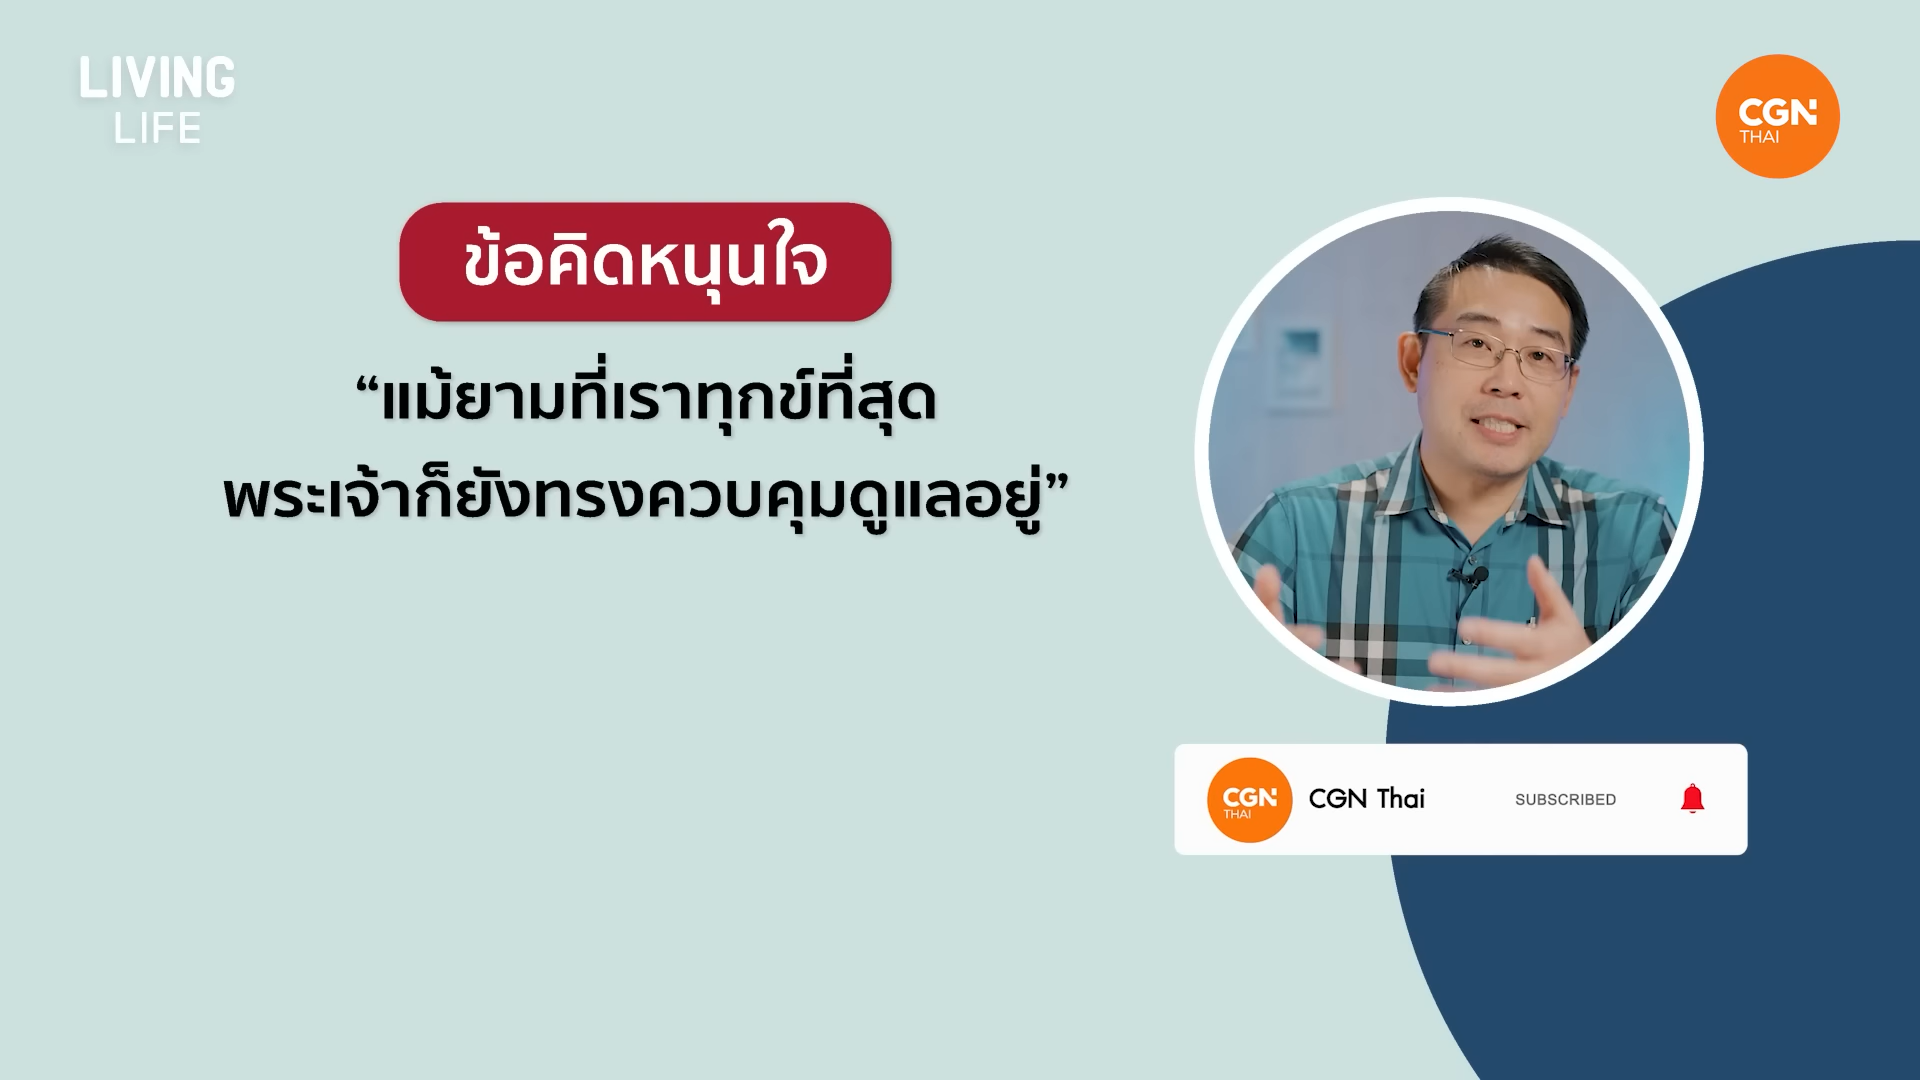 LIVING
LIFE
CGN
THAI
ข้อคิดหนุนใจ
“แม้ยามที่เราทุกข์ที่สุด
พระเจ้าก็ยังทรงควบคุมดูแลอยู่”
CGN
THAI
CGN Thai
SUBSCRIBED